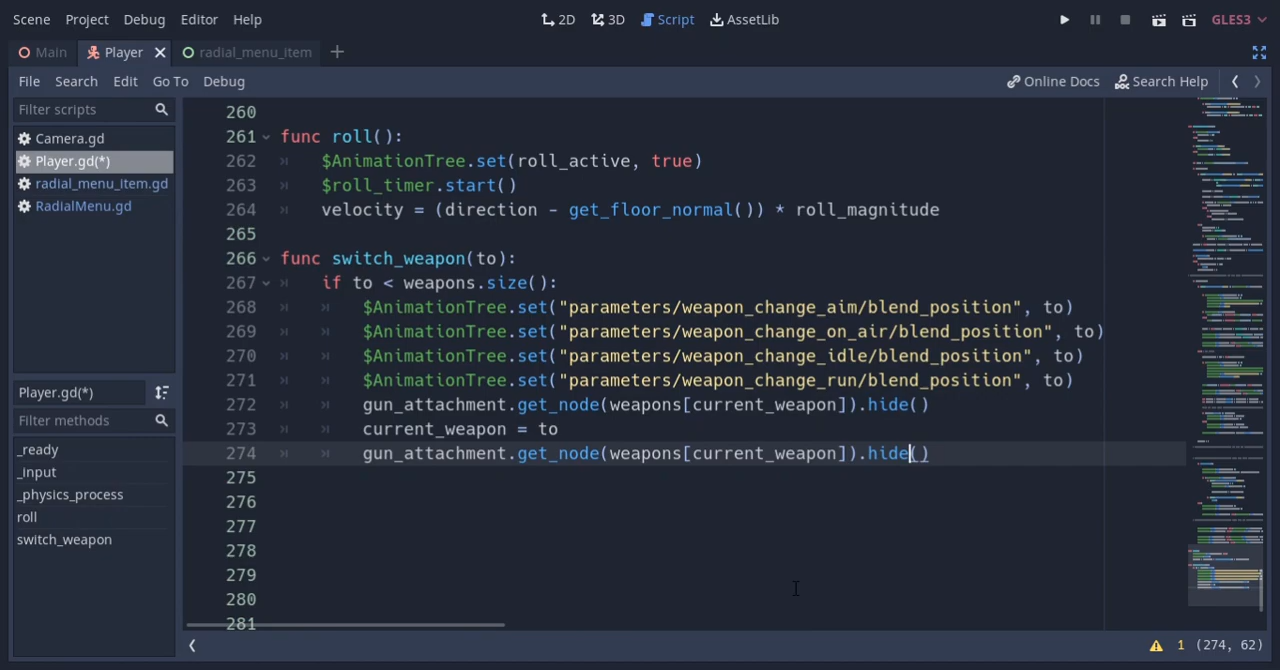 Scene Project Debug Editor Help 2D 3D Script AssetLib GLES3
Main Player radial_menu_item
File Search Edit Go To Debug Online Docs Search Help
Filter scripts
Camera.gd
Player.gd(*)
radial_menu_item.gd
RadialMenu.gd
Player.gd(*)
Filter methods
_ready
_input
_physics_process
roll
switch_weapon
260
261 func roll():
262 $AnimationTree.set(roll_active, true)
263 $roll_timer.start()
264 velocity = (direction - get_floor_normal()) * roll_magnitude
265
266 func switch_weapon(to):
267 if to < weapons.size():
268 $AnimationTree.set("parameters/weapon_change_aim/blend_position", to)
269 $AnimationTree.set("parameters/weapon_change_on_air/blend_position", to)
270 $AnimationTree.set("parameters/weapon_change_idle/blend_position", to)
271 $AnimationTree.set("parameters/weapon_change_run/blend_position", to)
272 gun_attachment.get_node(weapons[current_weapon]).hide()
273 current_weapon = to
274 gun_attachment.get_node(weapons[current_weapon]).hide()
275
276
277
278
279
280
281
1 (274, 62)